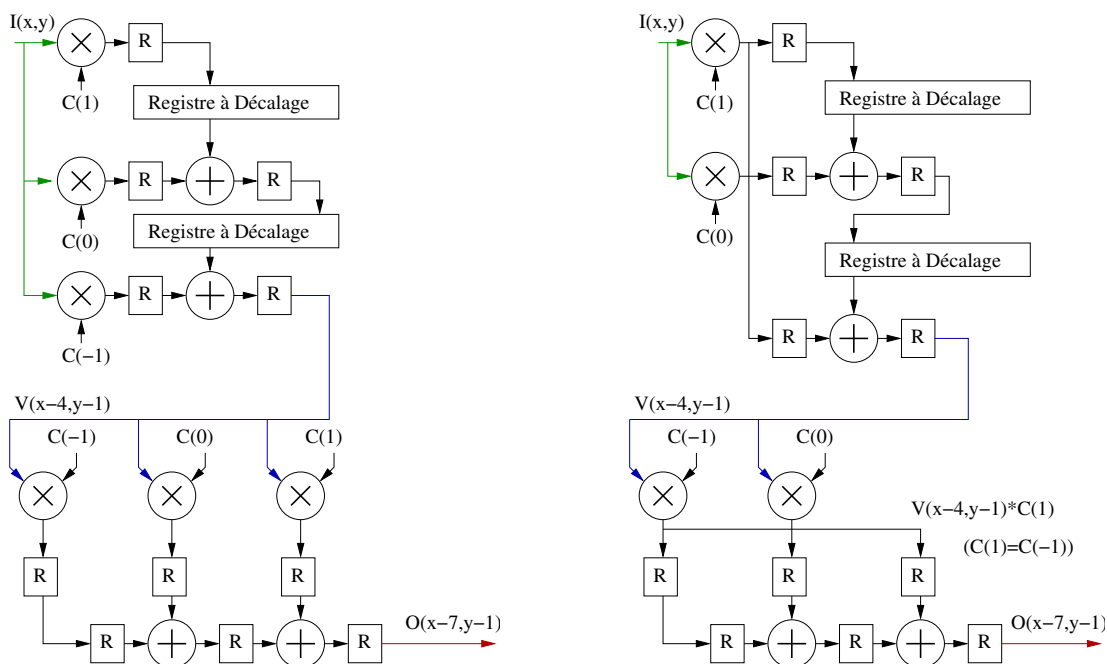 I(x,y)
R
C(1)
Registre à Décalage
R
R
C(0)
Registre à Décalage
R
R
C(−1)
V(x−4,y−1)
C(−1)
C(0)
C(1)
R
R
R
R
R
R
O(x−7,y−1)
I(x,y)
R
C(1)
Registre à Décalage
R
R
C(0)
Registre à Décalage
R
R
V(x−4,y−1)
C(−1)
C(0)
V(x−4,y−1)*C(1)
(C(1)=C(−1))
R
R
R
R
R
R
O(x−7,y−1)